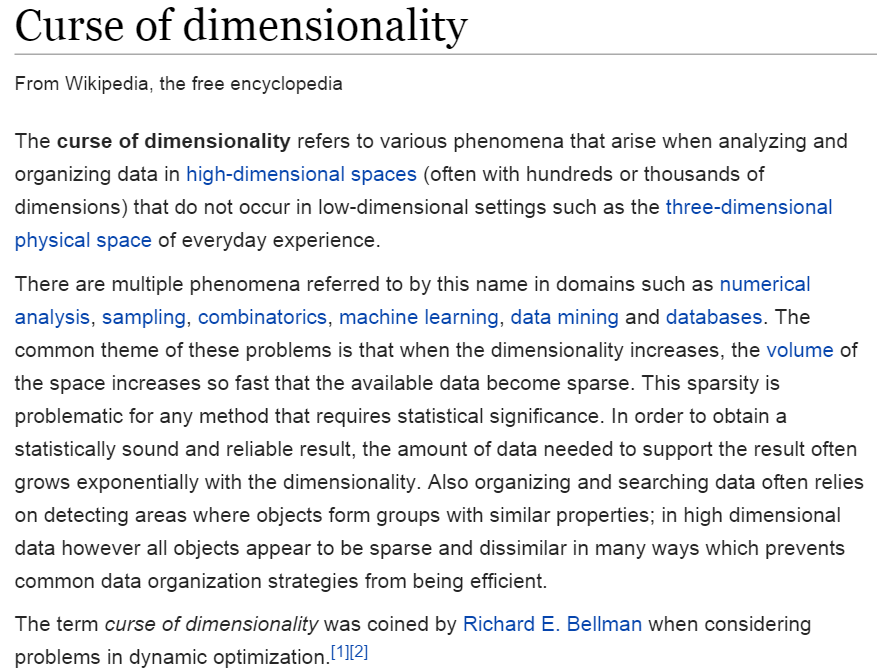 Curse of dimensionality
From Wikipedia, the free encyclopedia
The curse of dimensionality refers to various phenomena that arise when analyzing and
organizing data in high-dimensional spaces (often with hundreds or thousands of
dimensions) that do not occur in low-dimensional settings such as the three-dimensional
physical space of everyday experience.
There are multiple phenomena referred to by this name in domains such as numerical
analysis, sampling, combinatorics, machine learning, data mining and databases. The
common theme of these problems is that when the dimensionality increases, the volume of
the space increases so fast that the available data become sparse. This sparsity is
problematic for any method that requires statistical significance. In order to obtain a
statistically sound and reliable result, the amount of data needed to support the result often
grows exponentially with the dimensionality. Also organizing and searching data often relies
on detecting areas where objects form groups with similar properties; in high dimensional
data however all objects appear to be sparse and dissimilar in many ways which prevents
common data organization strategies from being efficient.
The term curse of dimensionality was coined by Richard E. Bellman when considering
problems in dynamic optimization.[1][2]